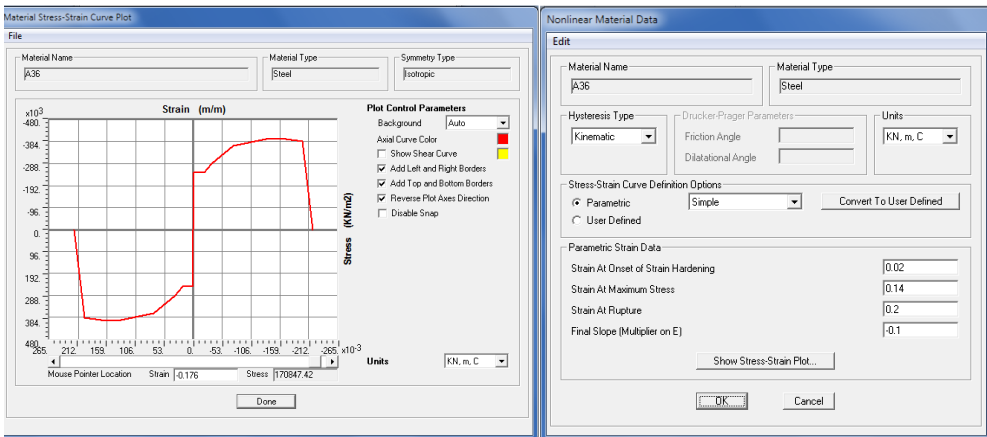 Material Stress-Strain Curve Plot
File
Material Name
A36
Material Type
Steel
Symmetry Type
Isotropic
Strain (m/m)
x10³
-480.
-384.
-288.
-192.
-96.
0.
96.
192.
288.
384.
480.
265. 212. 159. 106. 53. 0. -53. -106. -159. -212. -265. x10-3
Stress (KN/m2)
Mouse Pointer Location Strain -0.176 Stress 170847.42
Plot Control Parameters
Background Auto
Axial Curve Color
Show Shear Curve
Add Left and Right Borders
Add Top and Bottom Borders
Reverse Plot Axes Direction
Disable Snap
Units KN, m, C
Done
Nonlinear Material Data
Edit
Material Name
A36
Material Type
Steel
Hysteresis Type
Kinematic
Drucker-Prager Parameters
Friction Angle
Dilatational Angle
Units
KN, m, C
Stress-Strain Curve Definition Options
Parametric Simple Convert To User Defined
User Defined
Parametric Strain Data
Strain At Onset of Strain Hardening 0.02
Strain At Maximum Stress 0.14
Strain At Rupture 0.2
Final Slope (Multiplier on E) -0.1
Show Stress-Strain Plot...
OK Cancel